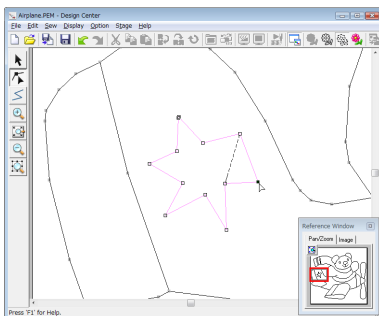 Airplane.PEM - Design Center
File Edit Sew Display Option Stage Help
Reference Window
Pan/Zoom Image
Press 'F1' for Help.